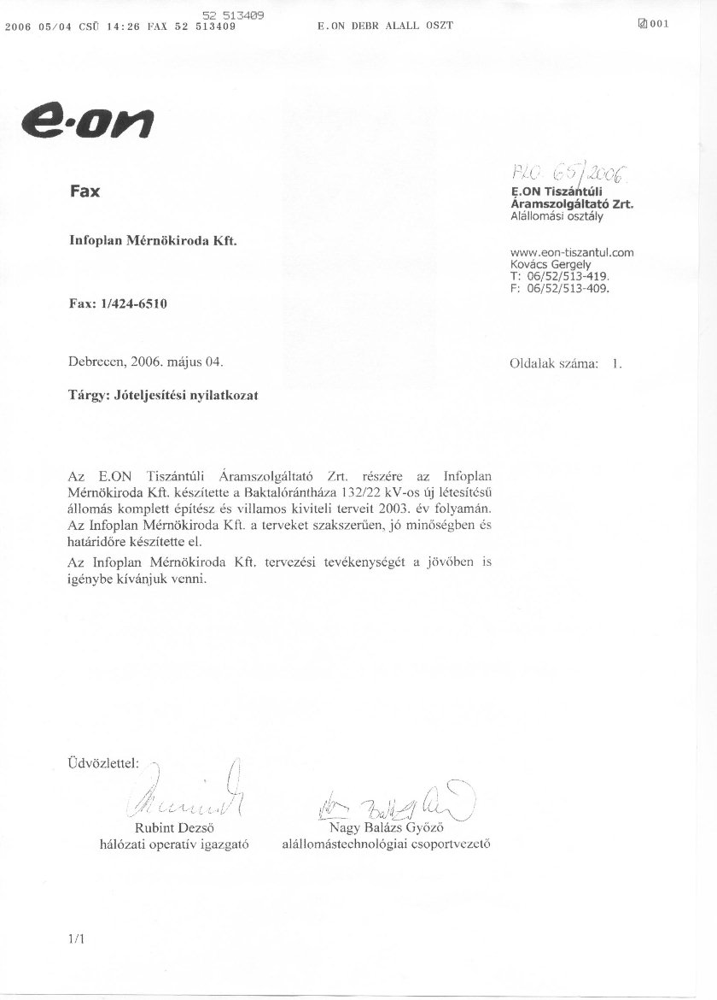 52 513409
2006 05/04 CSÜ 14:26 FAX 52 513409 E.ON DEBR ALALL OSZT 001
e·on
65/2006
Fax
E.ON Tiszántúli
Áramszolgáltató Zrt.
Alállomási osztály
Infoplan Mérnökiroda Kft.
www.eon-tiszantul.com
Kovács Gergely
T: 06/52/513-419.
F: 06/52/513-409.
Fax: 1/424-6510
Debrecen, 2006. május 04.
Oldalak száma: 1.
Tárgy: Jóteljesítési nyilatkozat
Az E.ON Tiszántúli Áramszolgáltató Zrt. részére az Infoplan
Mérnökiroda Kft. készítette a Baktalórántháza 132/22 kV-os új létesítésű
állomás komplett építész és villamos kiviteli terveit 2003. év folyamán.
Az Infoplan Mérnökiroda Kft. a terveket szakszerűen, jó minőségben és
határidőre készítette el.
Az Infoplan Mérnökiroda Kft. tervezési tevékenységét a jövőben is
igénybe kívánjuk venni.
Üdvözlettel:
Rubint Dezső
hálózati operatív igazgató
Nagy Balázs Győző
alállomástechnológiai csoportvezető
1/1